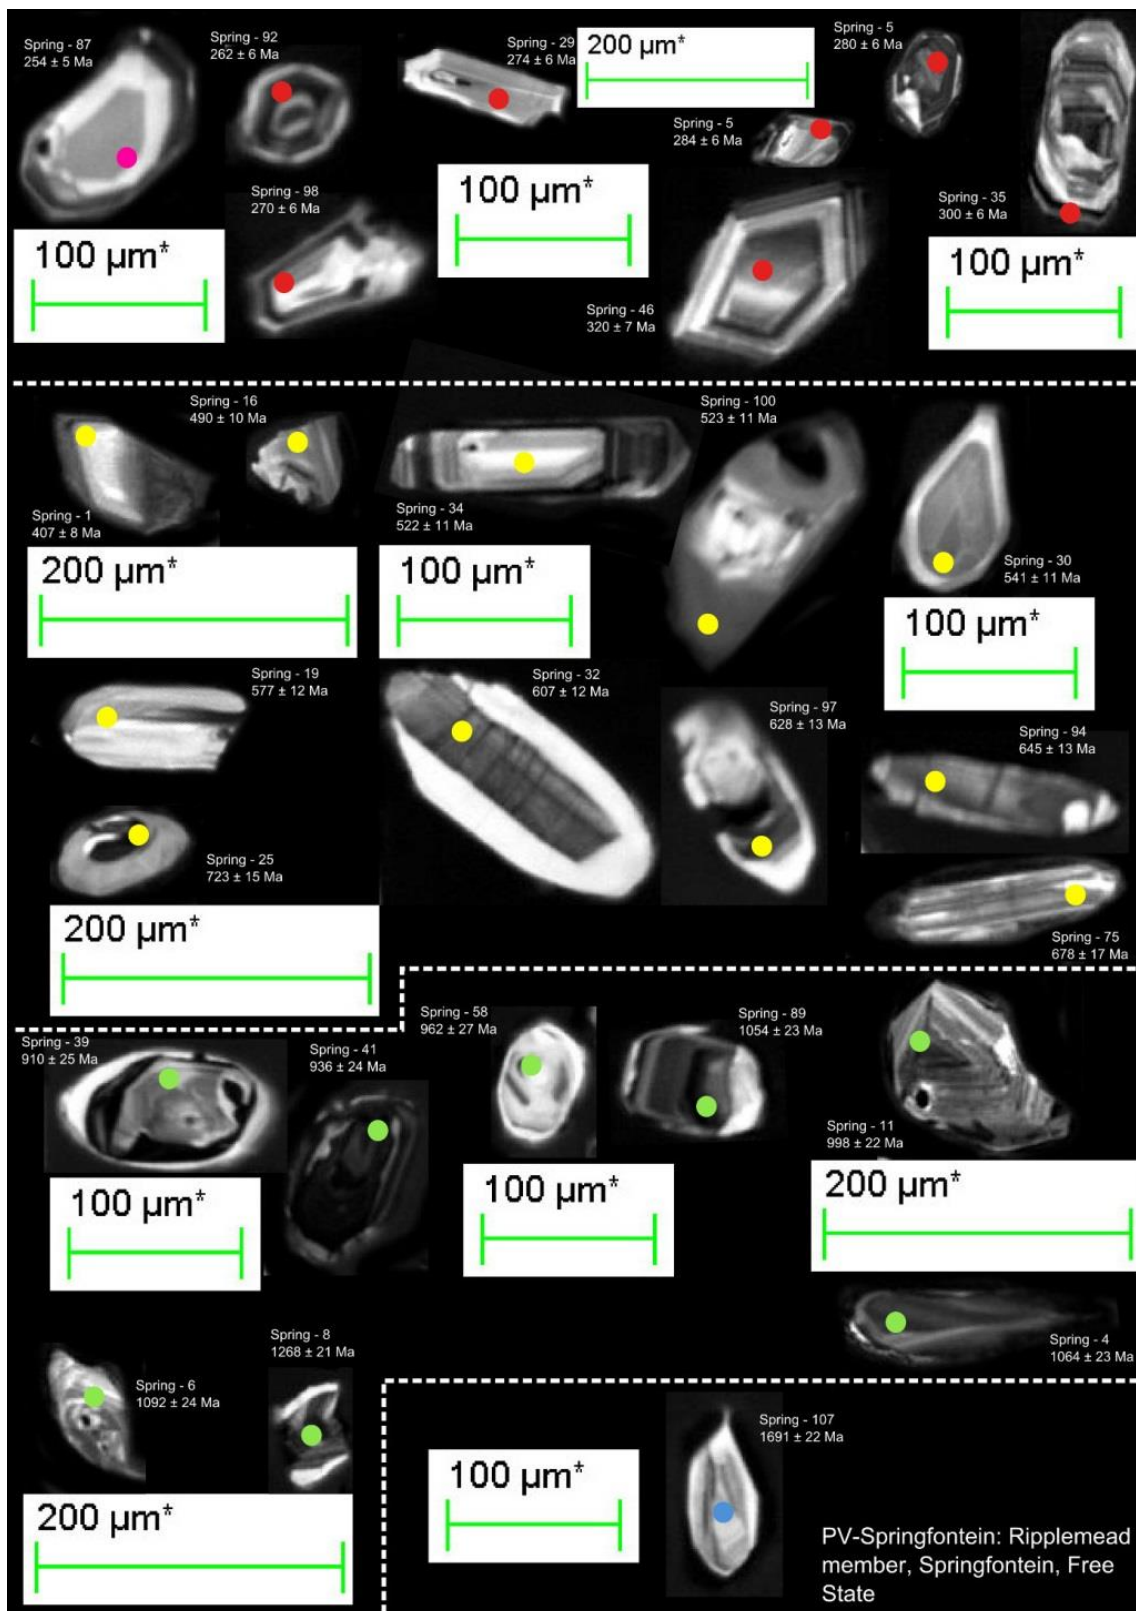 Spring - 87
254 ± 5 Ma
Spring - 92
262 ± 6 Ma
Spring - 29
274 ± 6 Ma
200 µm*
Spring - 5
280 ± 6 Ma
Spring - 5
284 ± 6 Ma
Spring - 98
270 ± 6 Ma
100 µm*
Spring - 35
300 ± 6 Ma
100 µm*
100 µm*
Spring - 46
320 ± 7 Ma
Spring - 16
490 ± 10 Ma
Spring - 100
523 ± 11 Ma
Spring - 1
407 ± 8 Ma
Spring - 34
522 ± 11 Ma
Spring - 30
541 ± 11 Ma
200 µm*
100 µm*
100 µm*
Spring - 19
577 ± 12 Ma
Spring - 32
607 ± 12 Ma
Spring - 97
628 ± 13 Ma
Spring - 94
645 ± 13 Ma
Spring - 25
723 ± 15 Ma
200 µm*
Spring - 75
678 ± 17 Ma
Spring - 39
910 ± 25 Ma
Spring - 41
936 ± 24 Ma
Spring - 58
962 ± 27 Ma
Spring - 89
1054 ± 23 Ma
Spring - 11
998 ± 22 Ma
100 µm*
100 µm*
200 µm*
Spring - 4
1064 ± 23 Ma
Spring - 8
1268 ± 21 Ma
Spring - 6
1092 ± 24 Ma
200 µm*
Spring - 107
1691 ± 22 Ma
100 µm*
PV-Springfontein: Ripplemead
member, Springfontein, Free
State